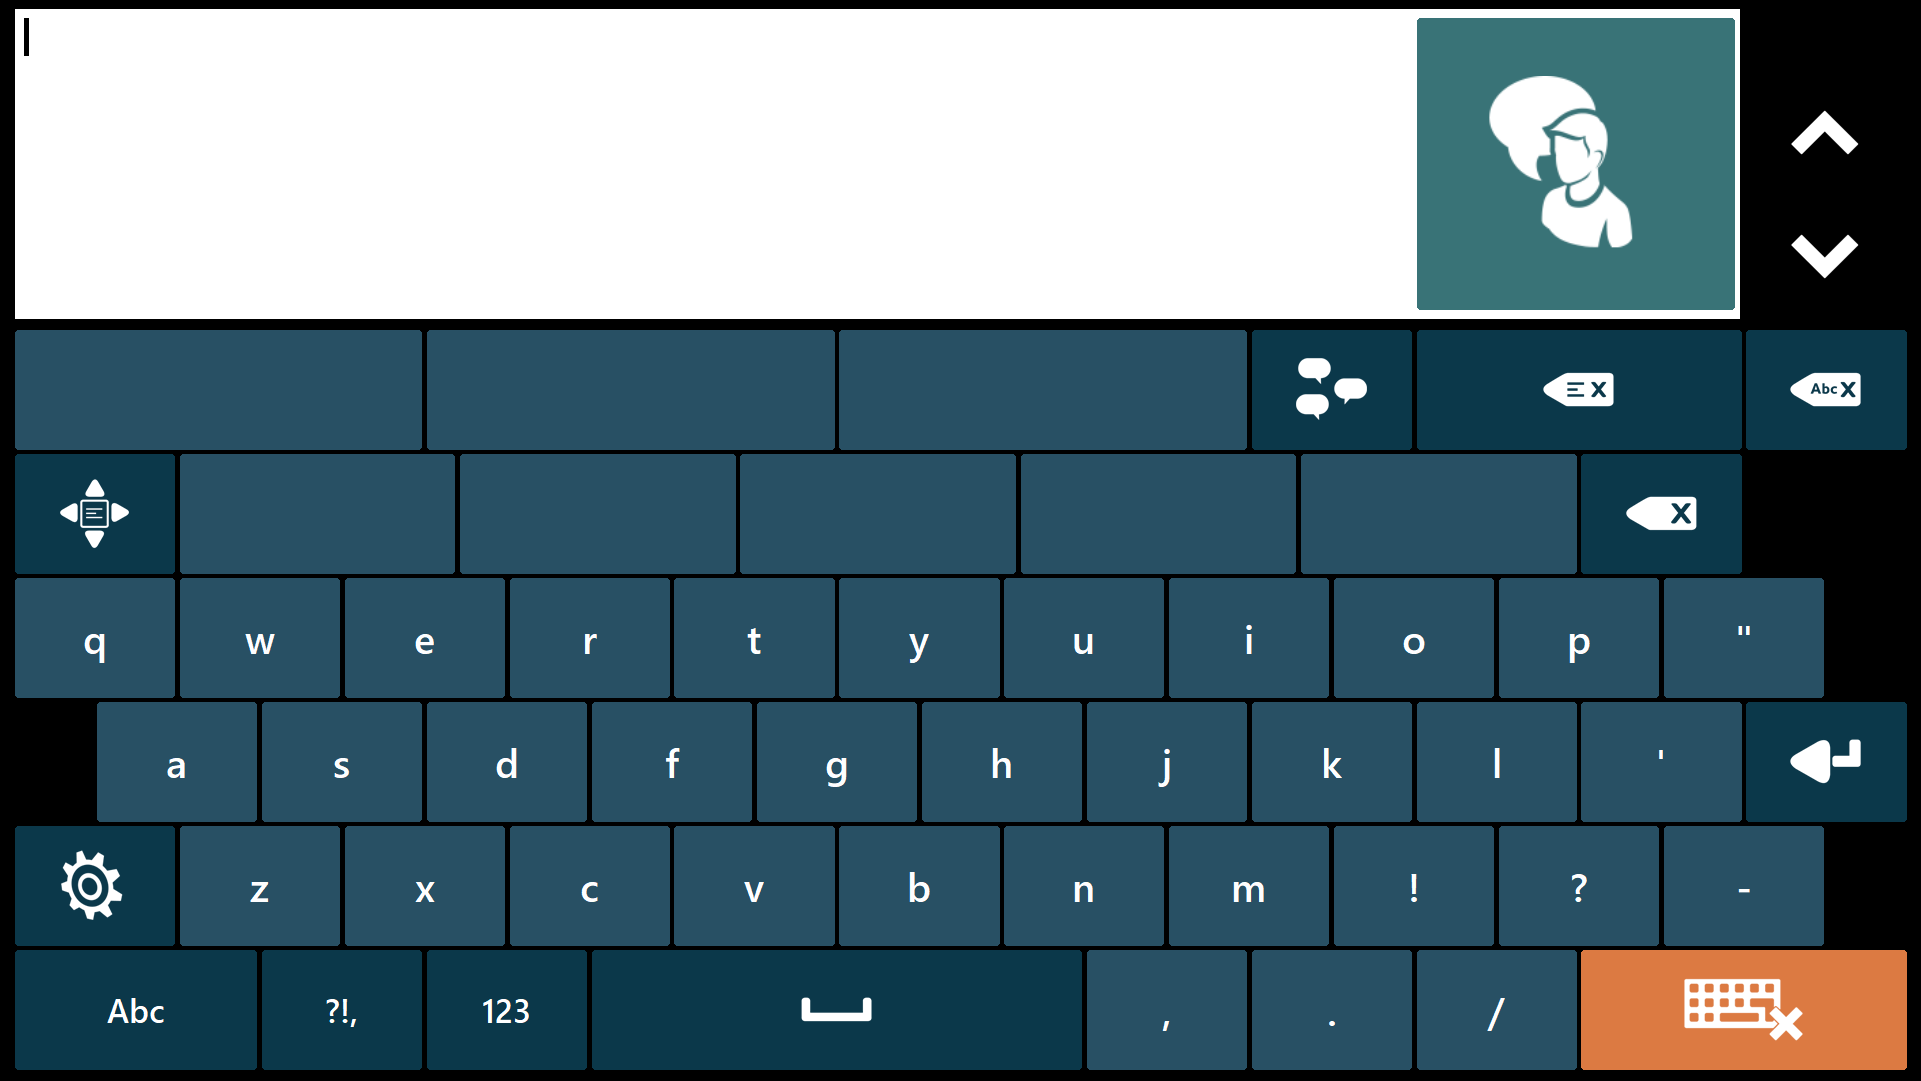 Abc X
X
X
q w e r t y u i o p "
a s d f g h j k l '
z x c v b n m ! ? -
Abc ?!, 123 , . /